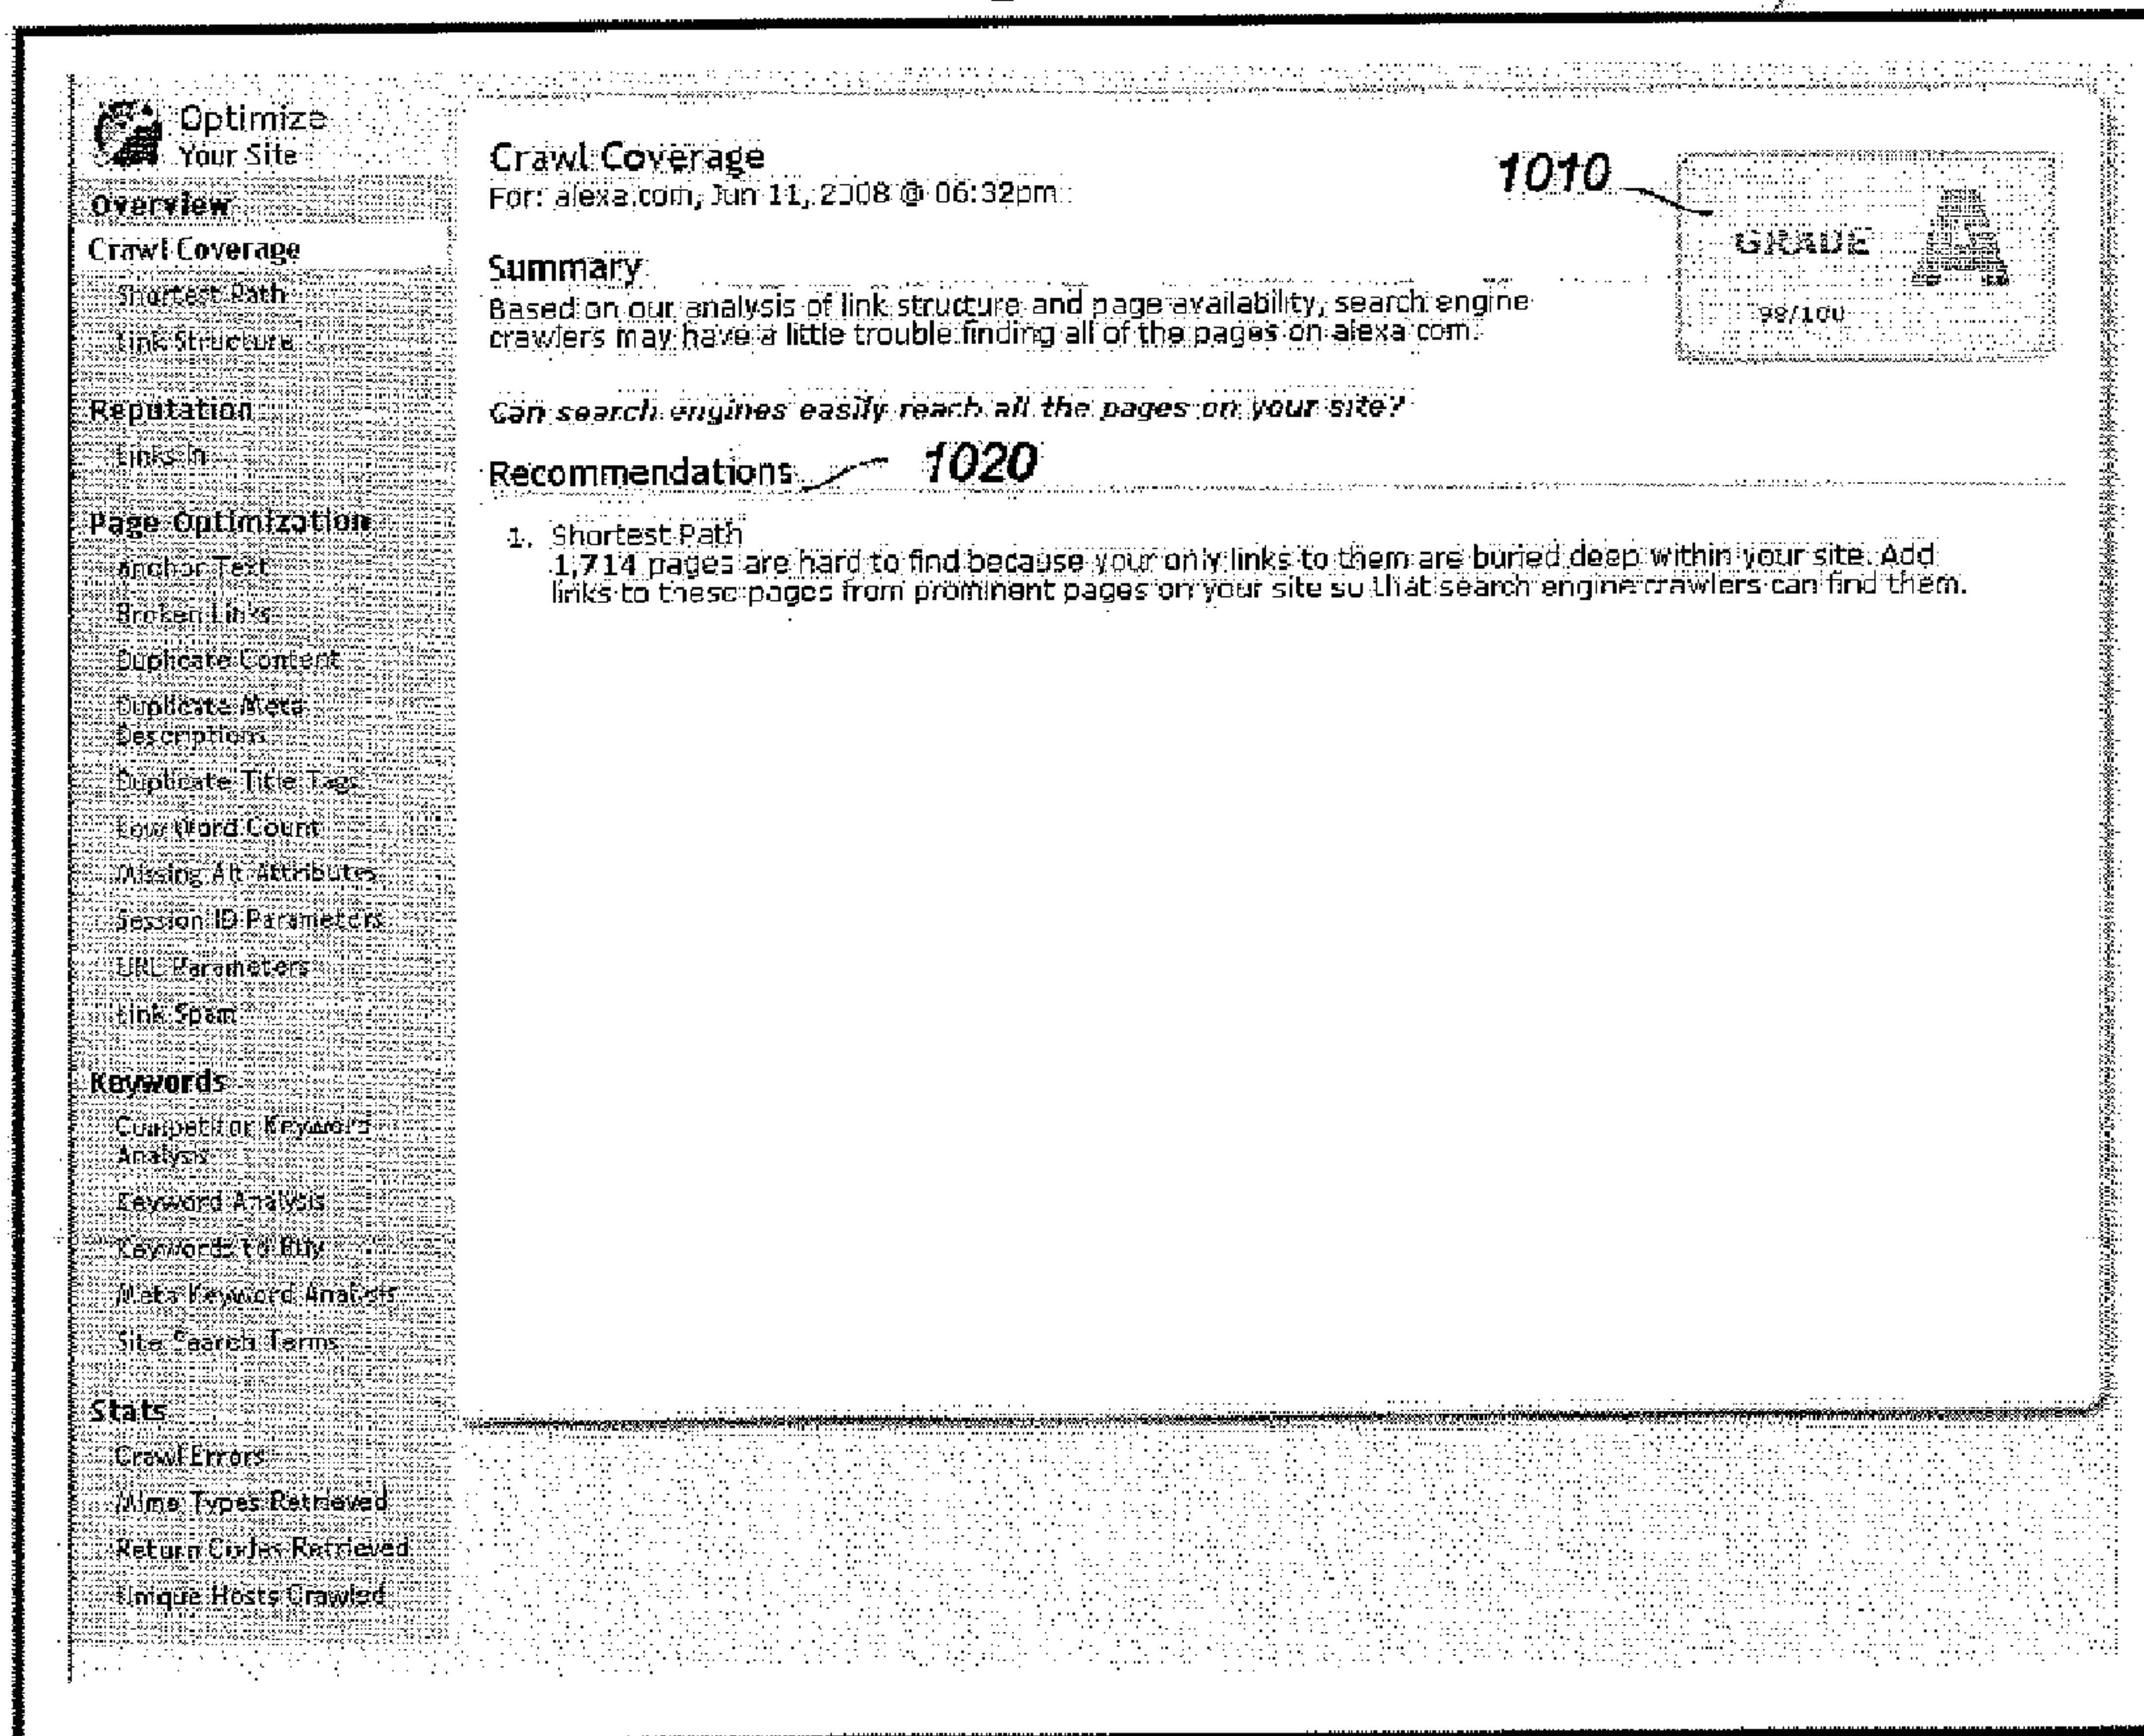 Optimize
Your Site
Overview
Crawl Coverage
Shortest Path
Link Structure
Reputation
Links In
Page Optimization
Anchor Text
Broken Links
Duplicate Content
Duplicate Meta
Descriptions
Duplicate Title Tags
Low Word Count
Missing Alt Attributes
Session ID Parameters
URL Parameters
Link Spam
Keywords
Competitor Keyword
Analysis
Keyword Analysis
Keywords to Buy
Meta Keyword Analysis
Site Search Terms
Stats
Crawl Errors
Mime Types Retrieved
Return Codes Retrieved
Unique Hosts Crawled
Crawl Coverage
For: alexa.com, Jun 11, 2008 @ 06:32pm
1010
GRADE A
98/100
Summary
Based on our analysis of link structure and page availability, search engine
crawlers may have a little trouble finding all of the pages on alexa.com.
Can search engines easily reach all the pages on your site?
Recommendations 1020
1. Shortest Path
1,714 pages are hard to find because your only links to them are buried deep within your site. Add
links to these pages from prominent pages on your site so that search engine crawlers can find them.